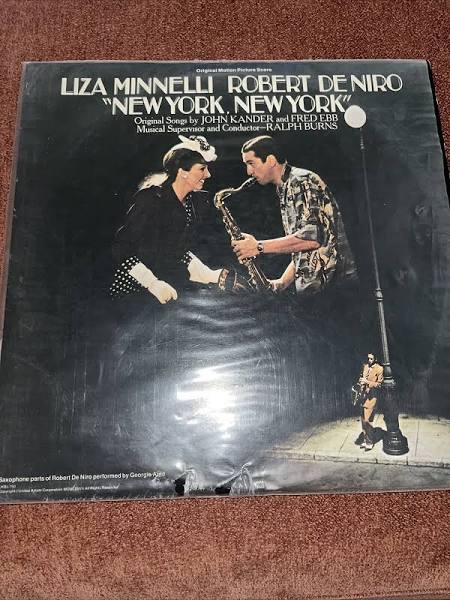 Original Motion Picture Score
LIZA MINNELLI ROBERT DE NIRO
"NEW YORK, NEW YORK"
Original Songs by JOHN KANDER and FRED EBB
Musical Supervisor and Conductor—RALPH BURNS
Saxophone parts of Robert De Niro performed by Georgie Auld